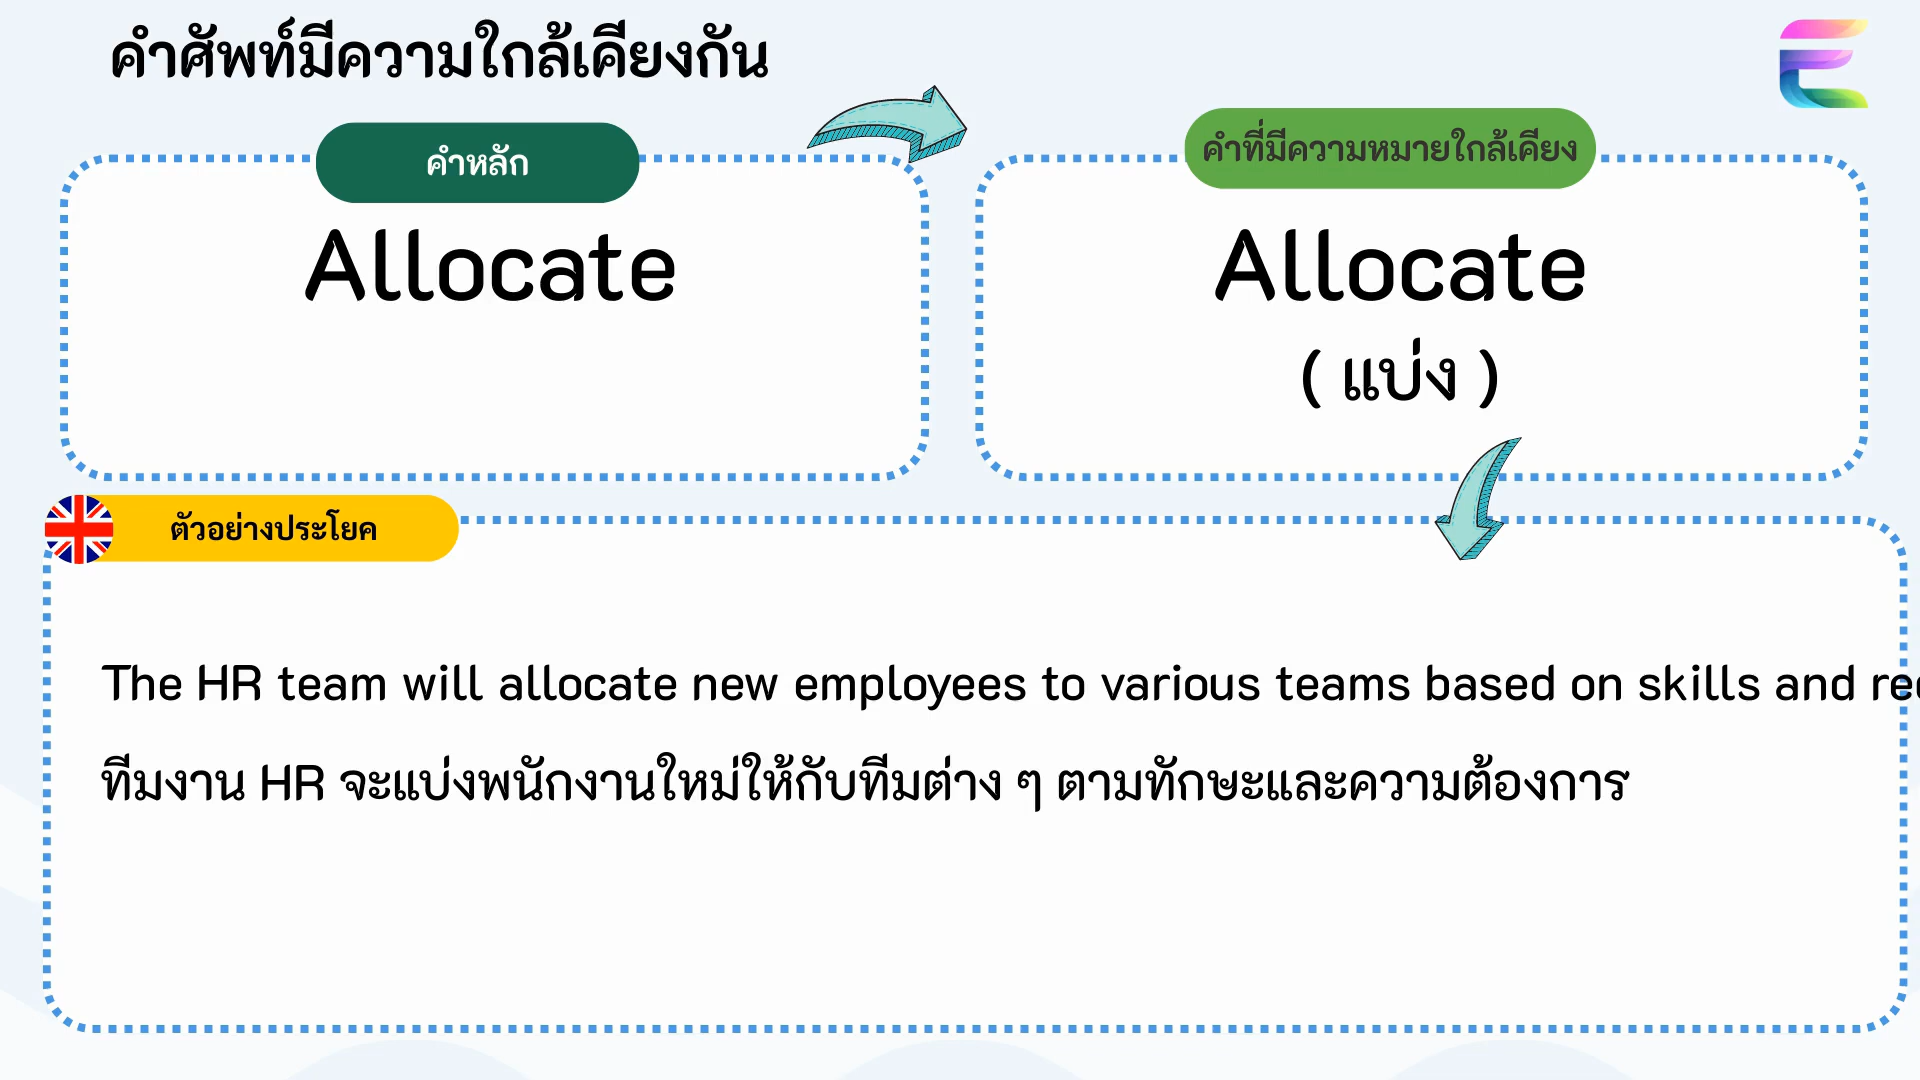 คำศัพท์มีความใกล้เคียงกัน
คำหลัก
Allocate
คำที่มีความหมายใกล้เคียง
Allocate
( แบ่ง )
ตัวอย่างประโยค
The HR team will allocate new employees to various teams based on skills and
ทีมงาน HR จะแบ่งพนักงานใหม่ให้กับทีมต่าง ๆ ตามทักษะและความต้องการ